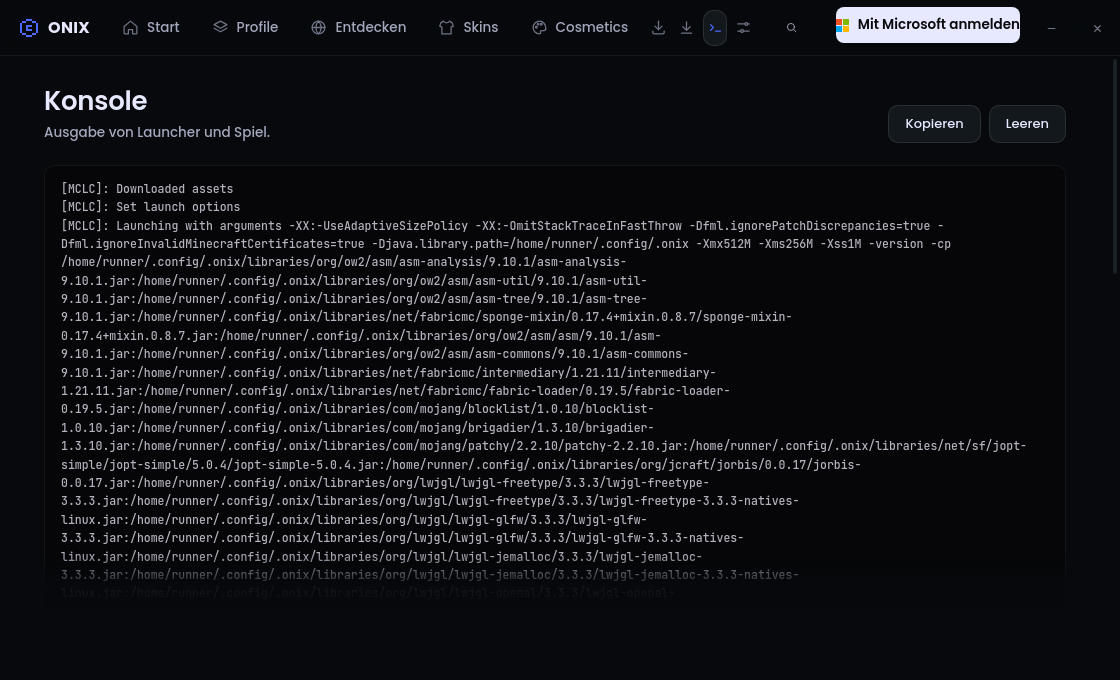 ONIX
Start
Profile
Entdecken
Skins
Cosmetics
Mit Microsoft anmelden
Konsole
Ausgabe von Launcher und Spiel.
Kopieren
Leeren
[MCLC]: Downloaded assets
[MCLC]: Set launch options
[MCLC]: Launching with arguments -XX:-UseAdaptiveSizePolicy -XX:-OmitStackTraceInFastThrow -Dfml.ignorePatchDiscrepancies=true -
Dfml.ignoreInvalidMinecraftCertificates=true -Djava.library.path=/home/runner/.config/.onix -Xmx512M -Xms256M -Xss1M -version -cp
/home/runner/.config/.onix/libraries/org/ow2/asm/asm-analysis/9.10.1/asm-analysis-
9.10.1.jar:/home/runner/.config/.onix/libraries/org/ow2/asm/asm-util/9.10.1/asm-util-
9.10.1.jar:/home/runner/.config/.onix/libraries/org/ow2/asm/asm-tree/9.10.1/asm-tree-
9.10.1.jar:/home/runner/.config/.onix/libraries/net/fabricmc/sponge-mixin/0.17.4+mixin.0.8.7/sponge-mixin-
0.17.4+mixin.0.8.7.jar:/home/runner/.config/.onix/libraries/org/ow2/asm/asm/9.10.1/asm-
9.10.1.jar:/home/runner/.config/.onix/libraries/org/ow2/asm/asm-commons/9.10.1/asm-commons-
9.10.1.jar:/home/runner/.config/.onix/libraries/net/fabricmc/intermediary/1.21.11/intermediary-
1.21.11.jar:/home/runner/.config/.onix/libraries/net/fabricmc/fabric-loader/0.19.5/fabric-loader-
0.19.5.jar:/home/runner/.config/.onix/libraries/com/mojang/blocklist/1.0.10/blocklist-
1.0.10.jar:/home/runner/.config/.onix/libraries/com/mojang/brigadier/1.3.10/brigadier-
1.3.10.jar:/home/runner/.config/.onix/libraries/com/mojang/patchy/2.2.10/patchy-2.2.10.jar:/home/runner/.config/.onix/libraries/net/sf/jopt-
simple/jopt-simple/5.0.4/jopt-simple-5.0.4.jar:/home/runner/.config/.onix/libraries/org/jcraft/jorbis/0.0.17/jorbis-
0.0.17.jar:/home/runner/.config/.onix/libraries/org/lwjgl/lwjgl-freetype/3.3.3/lwjgl-freetype-
3.3.3.jar:/home/runner/.config/.onix/libraries/org/lwjgl/lwjgl-freetype/3.3.3/lwjgl-freetype-3.3.3-natives-
linux.jar:/home/runner/.config/.onix/libraries/org/lwjgl/lwjgl-glfw/3.3.3/lwjgl-glfw-
3.3.3.jar:/home/runner/.config/.onix/libraries/org/lwjgl/lwjgl-glfw/3.3.3/lwjgl-glfw-3.3.3-natives-
linux.jar:/home/runner/.config/.onix/libraries/org/lwjgl/lwjgl-jemalloc/3.3.3/lwjgl-jemalloc-
3.3.3.jar:/home/runner/.config/.onix/libraries/org/lwjgl/lwjgl-jemalloc/3.3.3/lwjgl-jemalloc-3.3.3-natives-
linux.jar:/home/runner/.config/.onix/libraries/org/lwjgl/lwjgl-openal/3.3.3/lwjgl-openal-